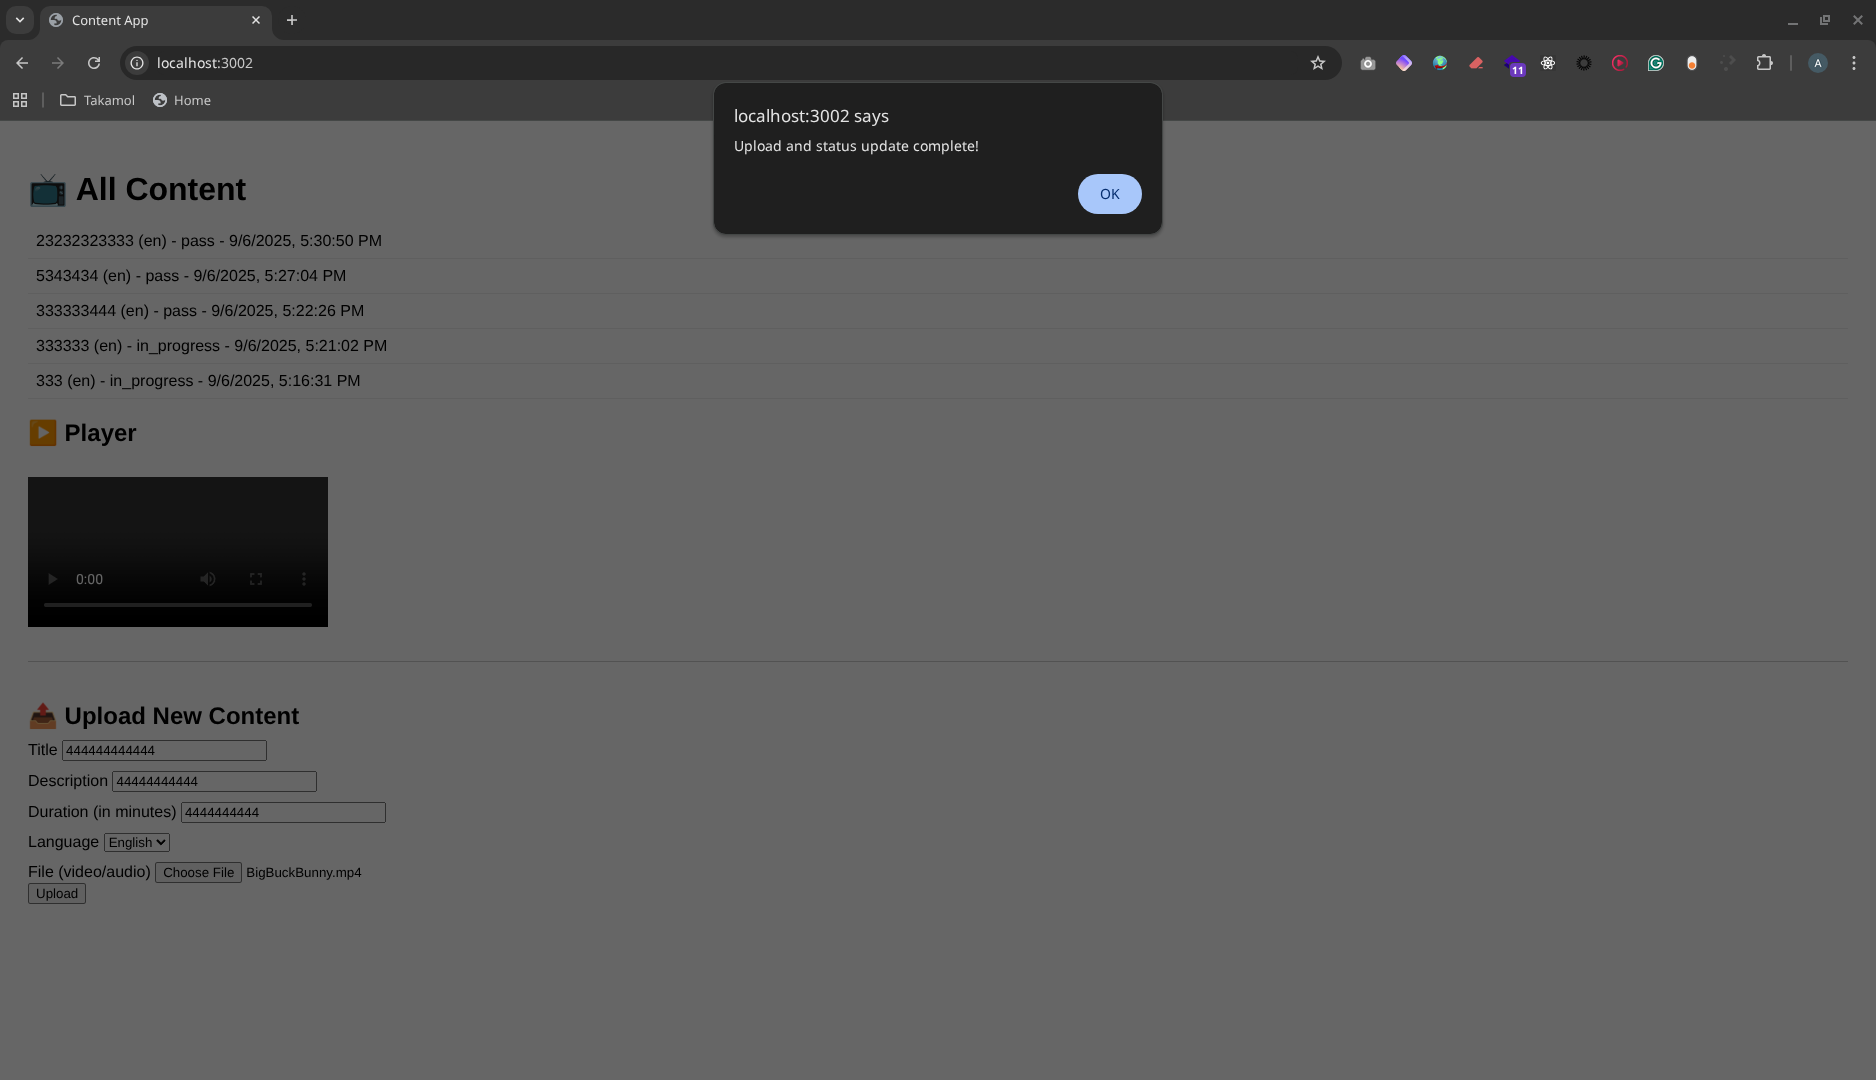 Content App
localhost:3002
11
A
Takamol
Home
localhost:3002 says
Upload and status update complete!
OK
📺 All Content
23232323333 (en) - pass - 9/6/2025, 5:30:50 PM
5343434 (en) - pass - 9/6/2025, 5:27:04 PM
333333444 (en) - pass - 9/6/2025, 5:22:26 PM
333333 (en) - in_progress - 9/6/2025, 5:21:02 PM
333 (en) - in_progress - 9/6/2025, 5:16:31 PM
▶️ Player
0:00
📤 Upload New Content
Title 444444444444
Description 44444444444
Duration (in minutes) 4444444444
Language English
File (video/audio) Choose File BigBuckBunny.mp4
Upload